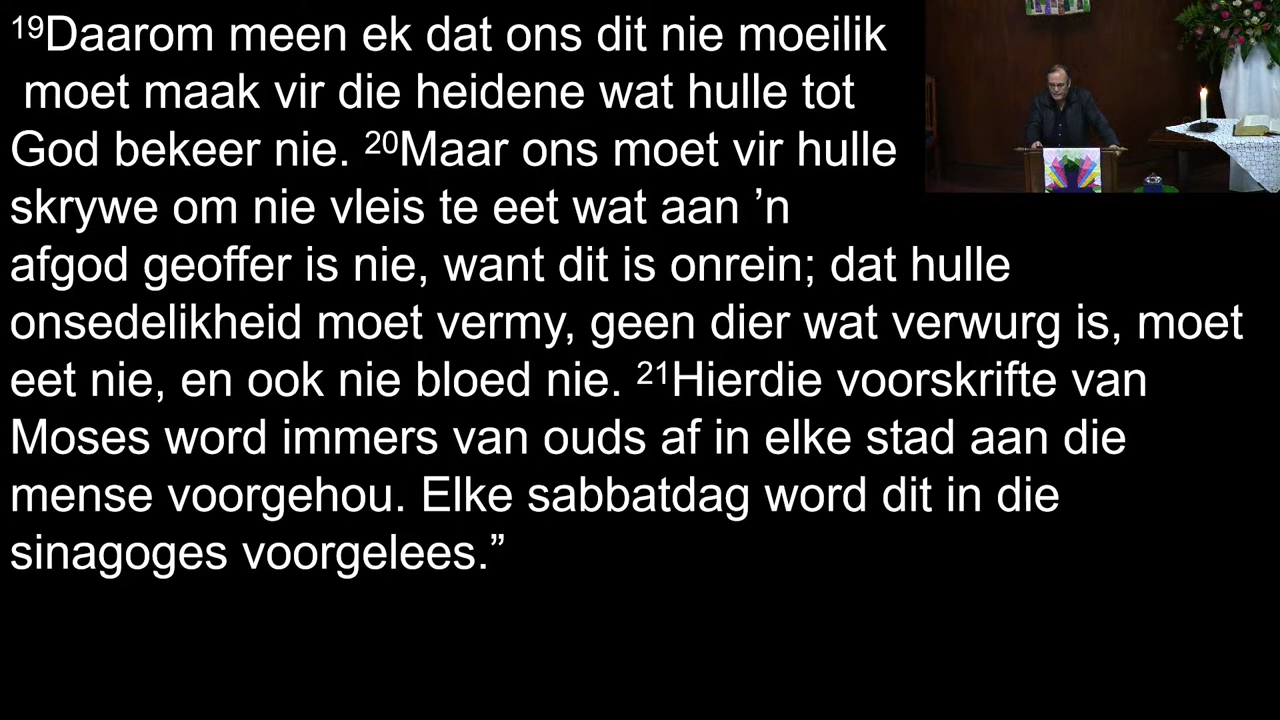 ¹⁹Daarom meen ek dat ons dit nie moeilik
moet maak vir die heidene wat hulle tot
God bekeer nie. ²⁰Maar ons moet vir hulle
skrywe om nie vleis te eet wat aan ’n
afgod geoffer is nie, want dit is onrein; dat hulle
onsedelikheid moet vermy, geen dier wat verwurg is, moet
eet nie, en ook nie bloed nie. ²¹Hierdie voorskrifte van
Moses word immers van ouds af in elke stad aan die
mense voorgehou. Elke sabbatdag word dit in die
sinagoges voorgelees.”